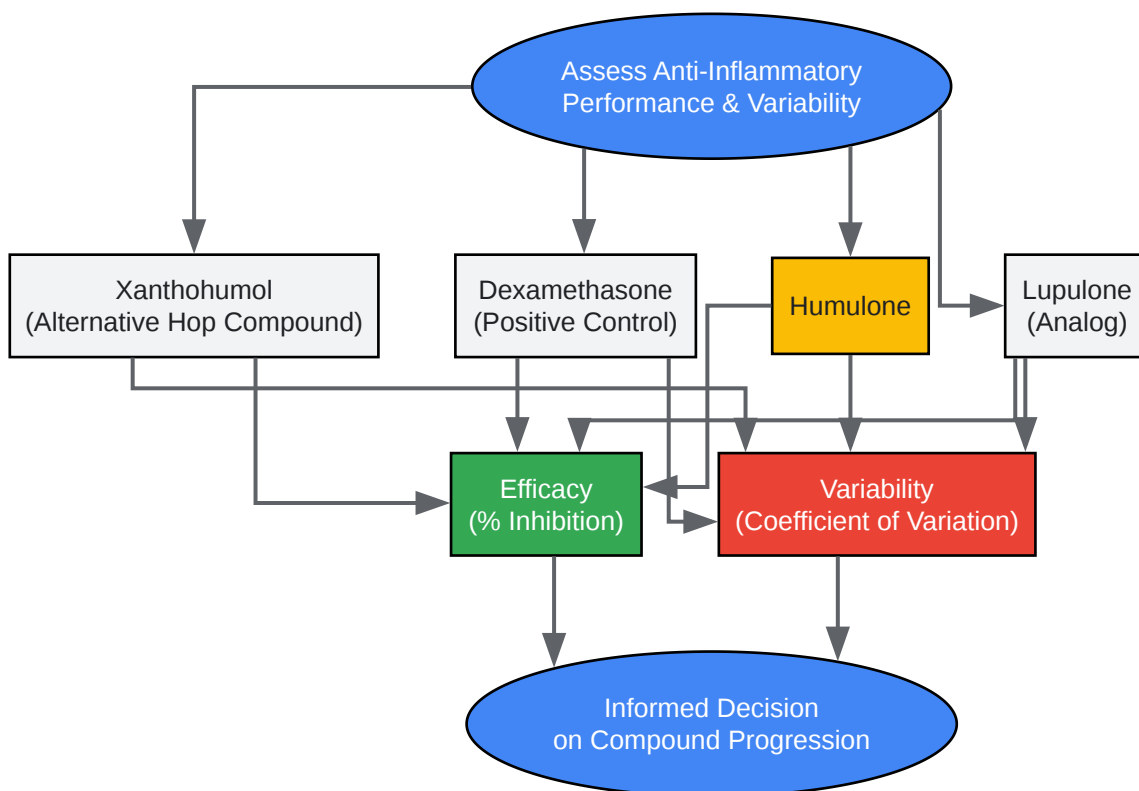 Assess Anti-Inflammatory
Performance & Variability
Xanthohumol
(Alternative Hop Compound)
Dexamethasone
(Positive Control)
Humulone
Lupulone
(Analog)
Efficacy
(% Inhibition)
Variability
(Coefficient of Variation)
Informed Decision
on Compound Progression